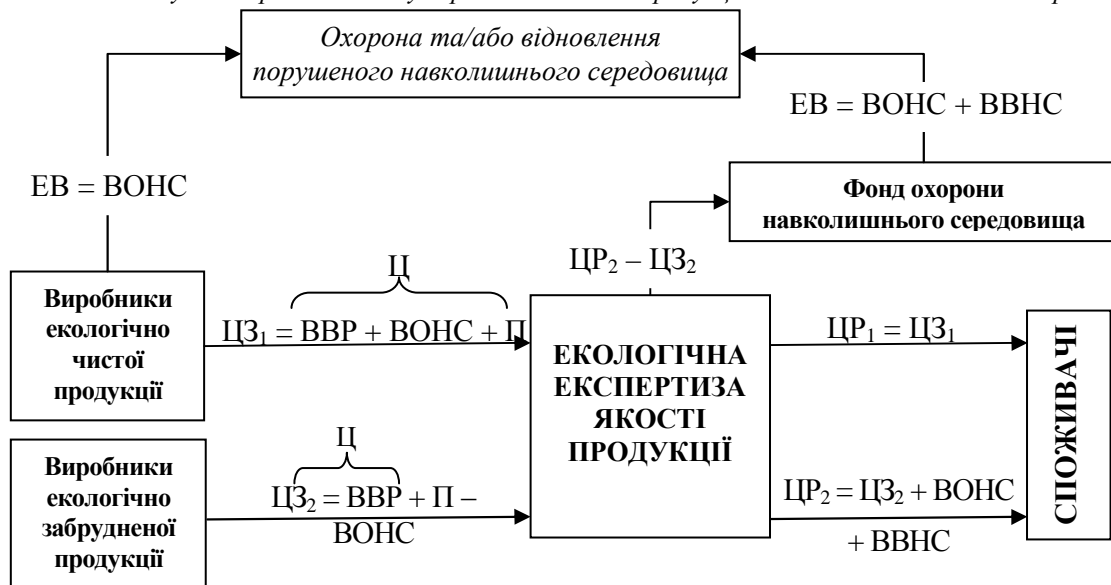 Охорона та/або відновлення
порушеного навколишнього середовища
ЕВ = ВОНС + ВВНС
ЕВ = ВОНС
Фонд охорони
навколишнього середовища
ЦР₂ – ЦЗ₂
Ц
Виробники
екологічно
чистої
продукції
ЦЗ₁ = ВВР + ВОНС + П
ЕКОЛОГІЧНА
ЕКСПЕРТИЗА
ЯКОСТІ
ПРОДУКЦІЇ
ЦР₁ = ЦЗ₁
СПОЖИВАЧІ
Ц
Виробники
екологічно
забрудненої
продукції
ЦЗ₂ = ВВР + П –
ВОНС
ЦР₂ = ЦЗ₂ + ВОНС
+ ВВНС